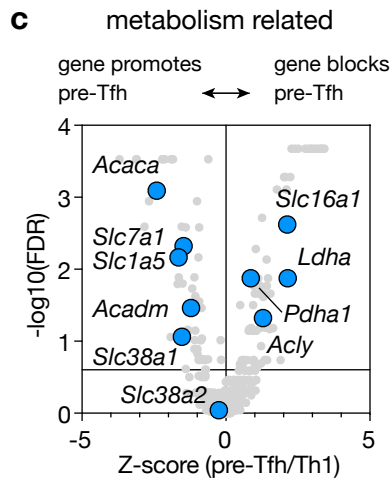 c metabolism related
gene promotes gene blocks
pre-Tfh pre-Tfh
4
Acaca
3
Slc16a1
Slc7a1
Slc1a5
Ldha
2
Acadm
Pdha1
1
Slc38a1
Acly
Slc38a2
0
-log10(FDR)
-5 0 5
Z-score (pre-Tfh/Th1)